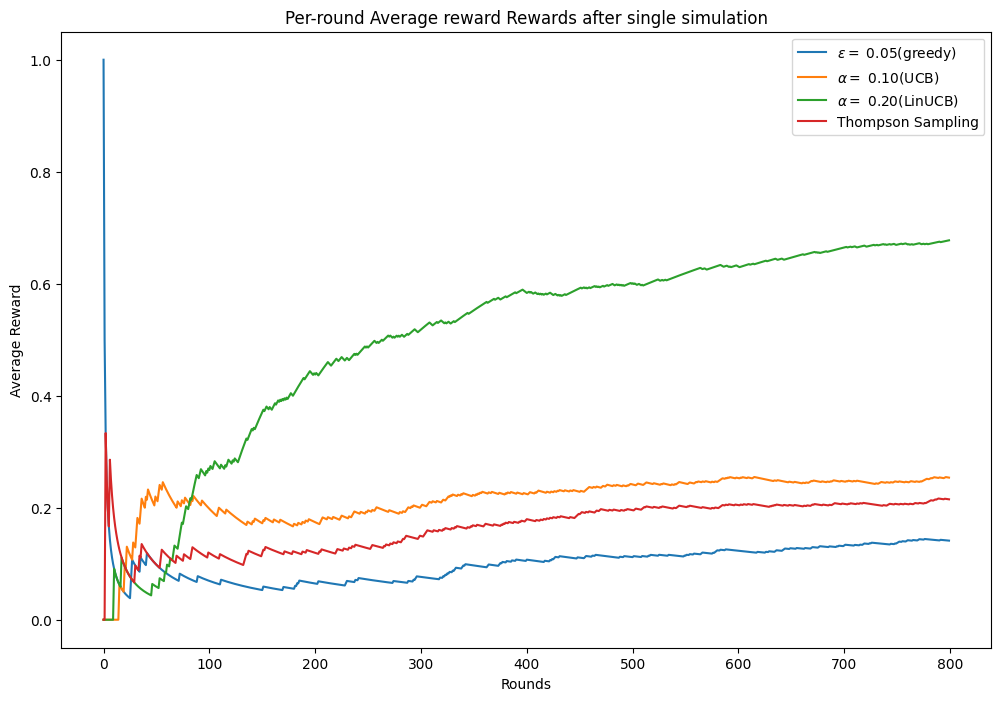 Per-round Average reward Rewards after single simulation
ε = 0.05(greedy)
α = 0.10(UCB)
α = 0.20(LinUCB)
Thompson Sampling
Average Reward
1.0
0.8
0.6
0.4
0.2
0.0
0 100 200 300 400 500 600 700 800
Rounds